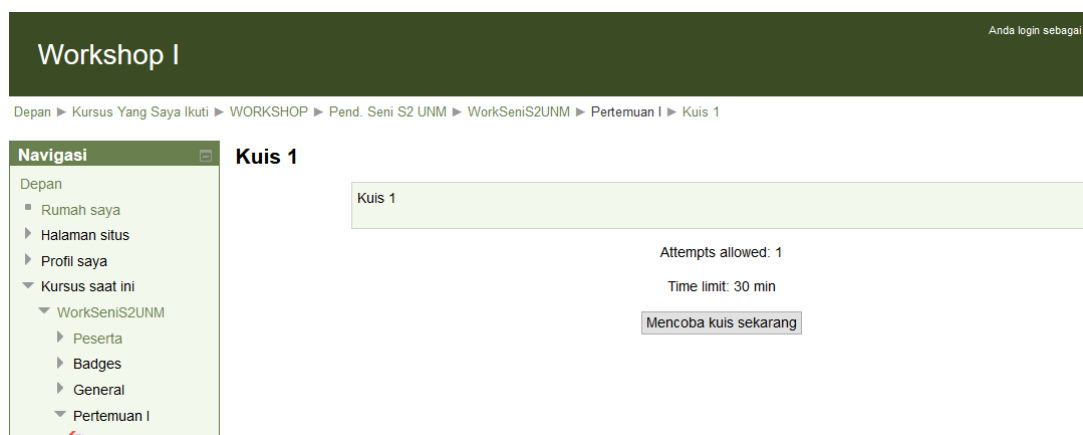 Anda login sebagai
Workshop I
Depan ► Kursus Yang Saya Ikuti ► WORKSHOP ► Pend. Seni S2 UNM ► WorkSeniS2UNM ► Pertemuan I ► Kuis 1
Navigasi
Depan
Rumah saya
Halaman situs
Profil saya
Kursus saat ini
WorkSeniS2UNM
Peserta
Badges
General
Pertemuan I
Kuis 1
Kuis 1
Attempts allowed: 1
Time limit: 30 min
Mencoba kuis sekarang